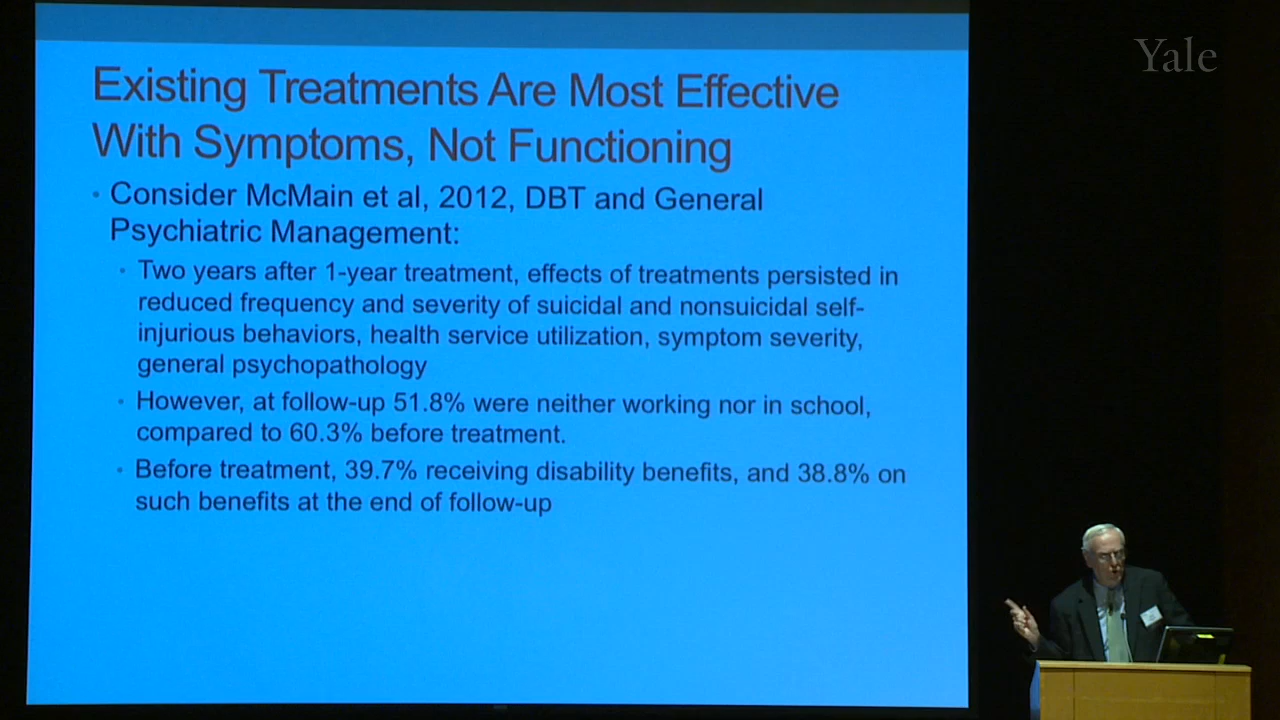 Yale
Existing Treatments Are Most Effective
With Symptoms, Not Functioning
• Consider McMain et al, 2012, DBT and General
Psychiatric Management:
• Two years after 1-year treatment, effects of treatments persisted in
reduced frequency and severity of suicidal and nonsuicidal self-
injurious behaviors, health service utilization, symptom severity,
general psychopathology
• However, at follow-up 51.8% were neither working nor in school,
compared to 60.3% before treatment.
• Before treatment, 39.7% receiving disability benefits, and 38.8% on
such benefits at the end of follow-up